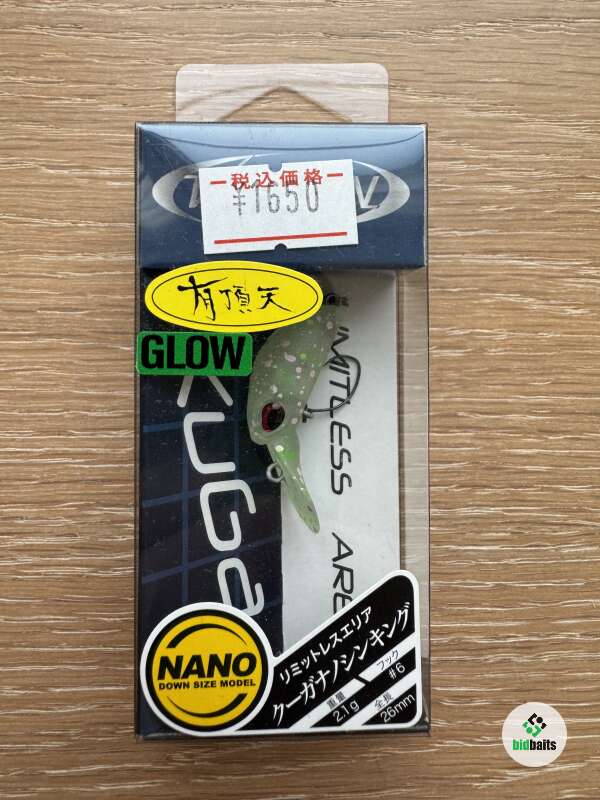 税込価格
¥1650
有頂天
GLOW
KUGa
LIMITLESS ARE
NANO
DOWN SIZE MODEL
リミットレスエリア
クーガナノシンキング
重量
2.1g
フック
#6
全長
26mm
bidbaits